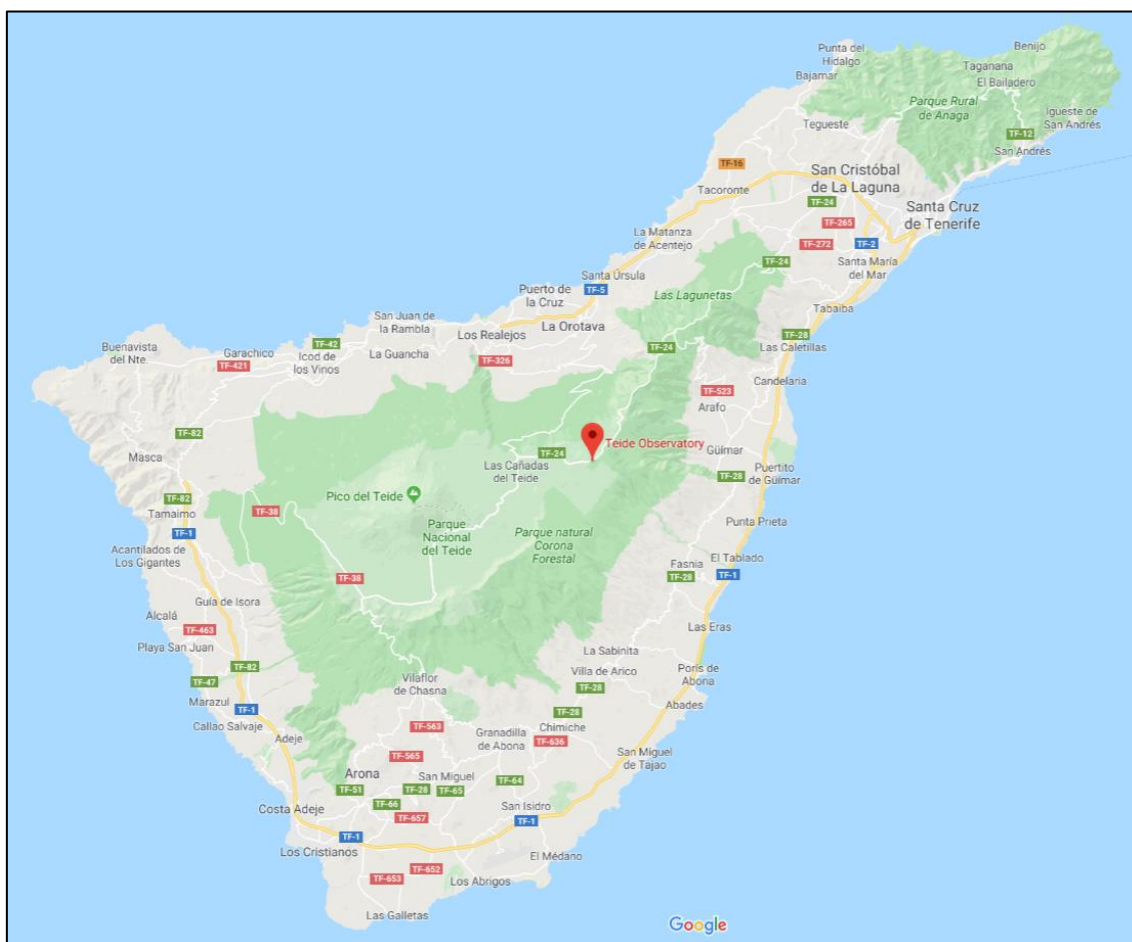 Punta del
Hidalgo
Benijo
Taganana
El Bailadero
Bajamar
Parque Rural
de Anaga
Igueste de
San Andrés
Tegueste
TF-12
San Andrés
TF-16
San Cristóbal
de La Laguna
Tacoronte
TF-24
Santa Cruz
de Tenerife
TF-265
La Matanza
de Acentejo
TF-272
TF-2
Santa María
del Mar
TF-24
Santa Úrsula
Puerto de
la Cruz
TF-5
Las Lagunetas
Tabaiba
San Juan de
la Rambla
Los Realejos
La Orotava
TF-28
Buenavista
del Nte.
Garachico
TF-42
Icod de
los Vinos
La Guancha
TF-24
Las Caletillas
TF-421
TF-326
Candelaria
TF-523
Arafo
TF-82
Teide Observatory
Masca
TF-24
Güímar
Las Cañadas
del Teide
TF-28
Puertito
de Güímar
Pico del Teide
TF-82
Tamaimo
TF-38
Parque
Nacional
del Teide
Parque natural
Corona
Forestal
Punta Prieta
TF-1
Acantilados de
Los Gigantes
El Tablado
Fasnia
TF-28
TF-1
TF-38
Guía de Isora
Alcalá
TF-463
Las Eras
Playa San Juan
La Sabinita
TF-82
Villa de Arico
Porís de
Abona
TF-47
Vilaflor
de Chasna
TF-28
Marazul
TF-1
Abades
Callao Salvaje
TF-563
TF-28
Chimiche
Adeje
Granadilla
de Abona
TF-636
San Miguel
de Tajao
TF-565
Arona
San Miguel
TF-64
TF-51
TF-28
TF-65
TF-66
Costa Adeje
San Isidro
TF-657
TF-1
TF-1
Los Cristianos
El Médano
TF-652
TF-653
Los Abrigos
Las Galletas
Google